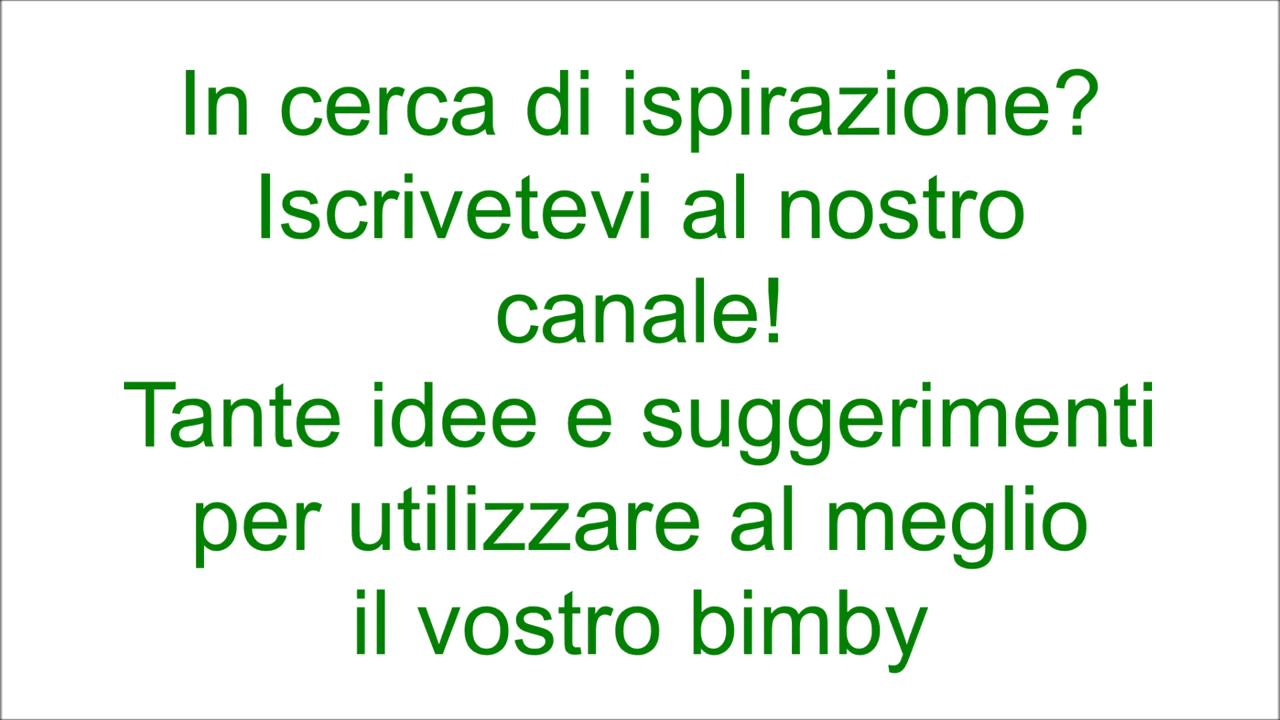 In cerca di ispirazione?
Iscrivetevi al nostro
canale!
Tante idee e suggerimenti
per utilizzare al meglio
il vostro bimby